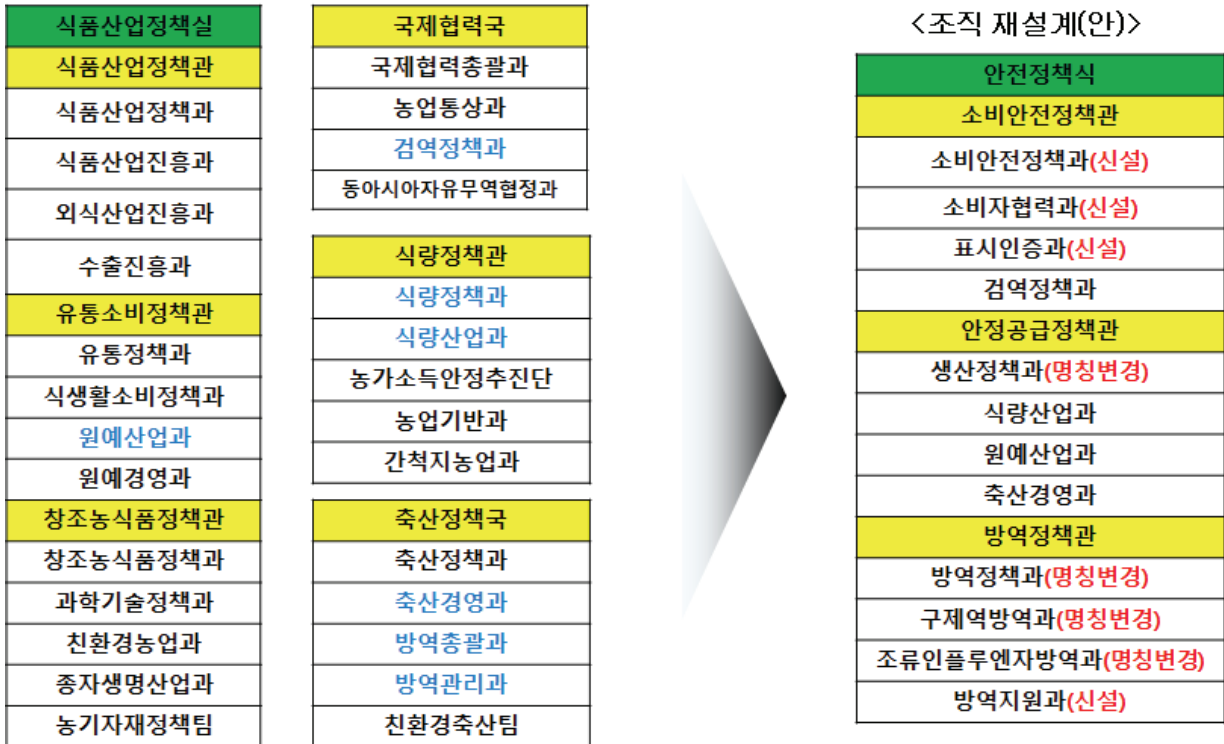 식품산업정책실
식품산업정책관
식품산업정책과
식품산업진흥과
외식산업진흥과
수출진흥과
유통소비정책관
유통정책과
식생활소비정책과
원예산업과
원예경영과
창조농식품정책관
창조농식품정책과
과학기술정책과
친환경농업과
종자생명산업과
농기자재정책팀
국제협력국
국제협력총괄과
농업통상과
검역정책과
동아시아자유무역협정과
식량정책관
식량정책과
식량산업과
농가소득안정추진단
농업기반과
간척지농업과
축산정책국
축산정책과
축산경영과
방역총괄과
방역관리과
친환경축산팀
<조직 재설계(안)>
안전정책식
소비안전정책관
소비안전정책과(신설)
소비자협력과(신설)
표시인증과(신설)
검역정책과
안정공급정책관
생산정책과(명칭변경)
식량산업과
원예산업과
축산경영과
방역정책관
방역정책과(명칭변경)
구제역방역과(명칭변경)
조류인플루엔자방역과(명칭변경)
방역지원과(신설)